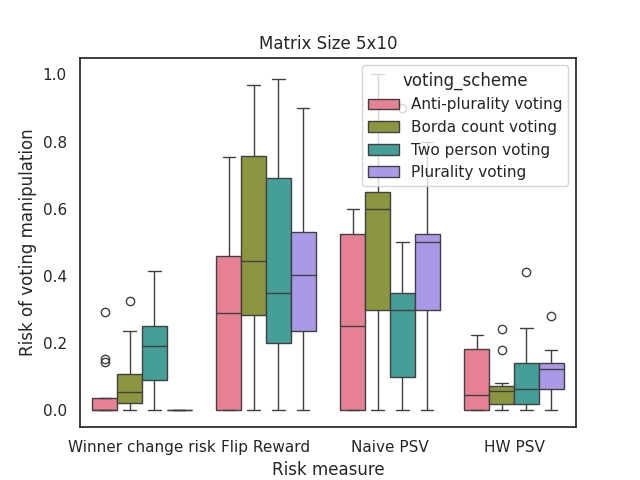 Matrix Size 5x10
Risk of voting manipulation
1.0
0.8
0.6
0.4
0.2
0.0
voting_scheme
Anti-plurality voting
Borda count voting
Two person voting
Plurality voting
Winner change risk
Flip Reward
Naive PSV
HW PSV
Risk measure